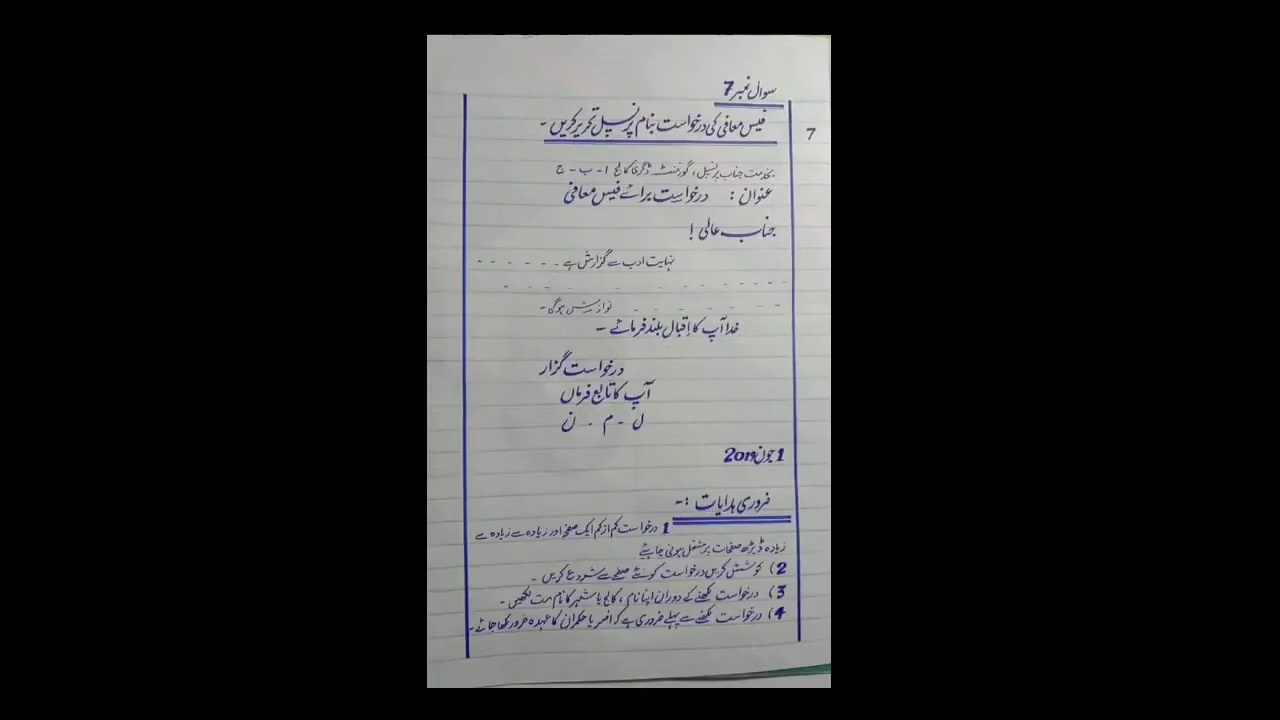 سوال نمبر 7
7
فیس معافی کی درخواست بنام پرنسپل تحریر کریں ۔
بخدمت جناب پرنسپل، گورنمنٹ ڈگری کالج ا - ب - ج
عنوان : درخواست برائے فیس معافی
جناب عالی !
نہایت ادب سے گزارش ہے - - - - - -
- - - - - - - - - - - -
- - - - - - نوازش ہوگی -
خدا آپ کا اقبال بلند فرمائے -
درخواست گزار
آپ کا تابع فرماں
ل - م - ن
1 جون 2019
ضروری ہدایات :-
1 درخواست کم از کم ایک صفحے اور زیادہ سے زیادہ سے
زیادہ ڈیڑھ صفحات پر مشتمل ہونی چاہئیے
2) کوشش کریں درخواست کو نئے صفحے سے شروع کریں -
3) درخواست لکھنے کے دوران اپنا نام ، کالج یا شہر کا نام مت لکھیں -
4) درخواست لکھنے سے پہلے ضروری ہے کہ افسر یا حکمران کا عہدہ ضرور لکھا جائے -